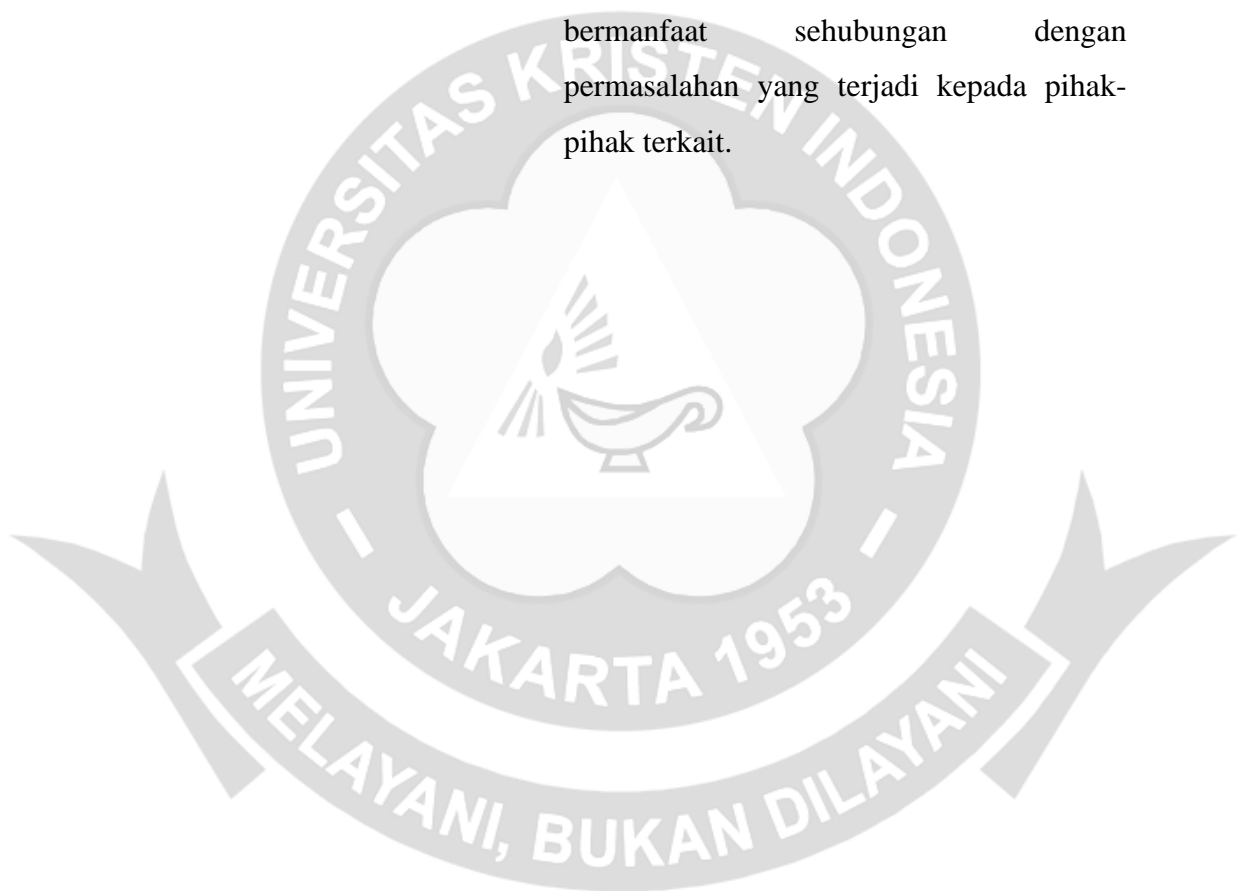 bermanfaat sehubungan dengan
permasalahan yang terjadi kepada pihak-
pihak terkait.
UNIVERSITAS KRISTEN INDONESIA
JAKARTA 1953
MELAYANI, BUKAN DILAYANI